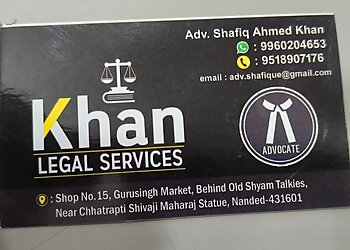 Adv. Shafiq Ahmed Khan
: 9960204653
: 9518907176
email : adv.shafique@gmail.com
Khan
LEGAL SERVICES
ADVOCATE
: Shop No.15, Gurusingh Market, Behind Old Shyam Talkies,
Near Chhatrapti Shivaji Maharaj Statue, Nanded-431601